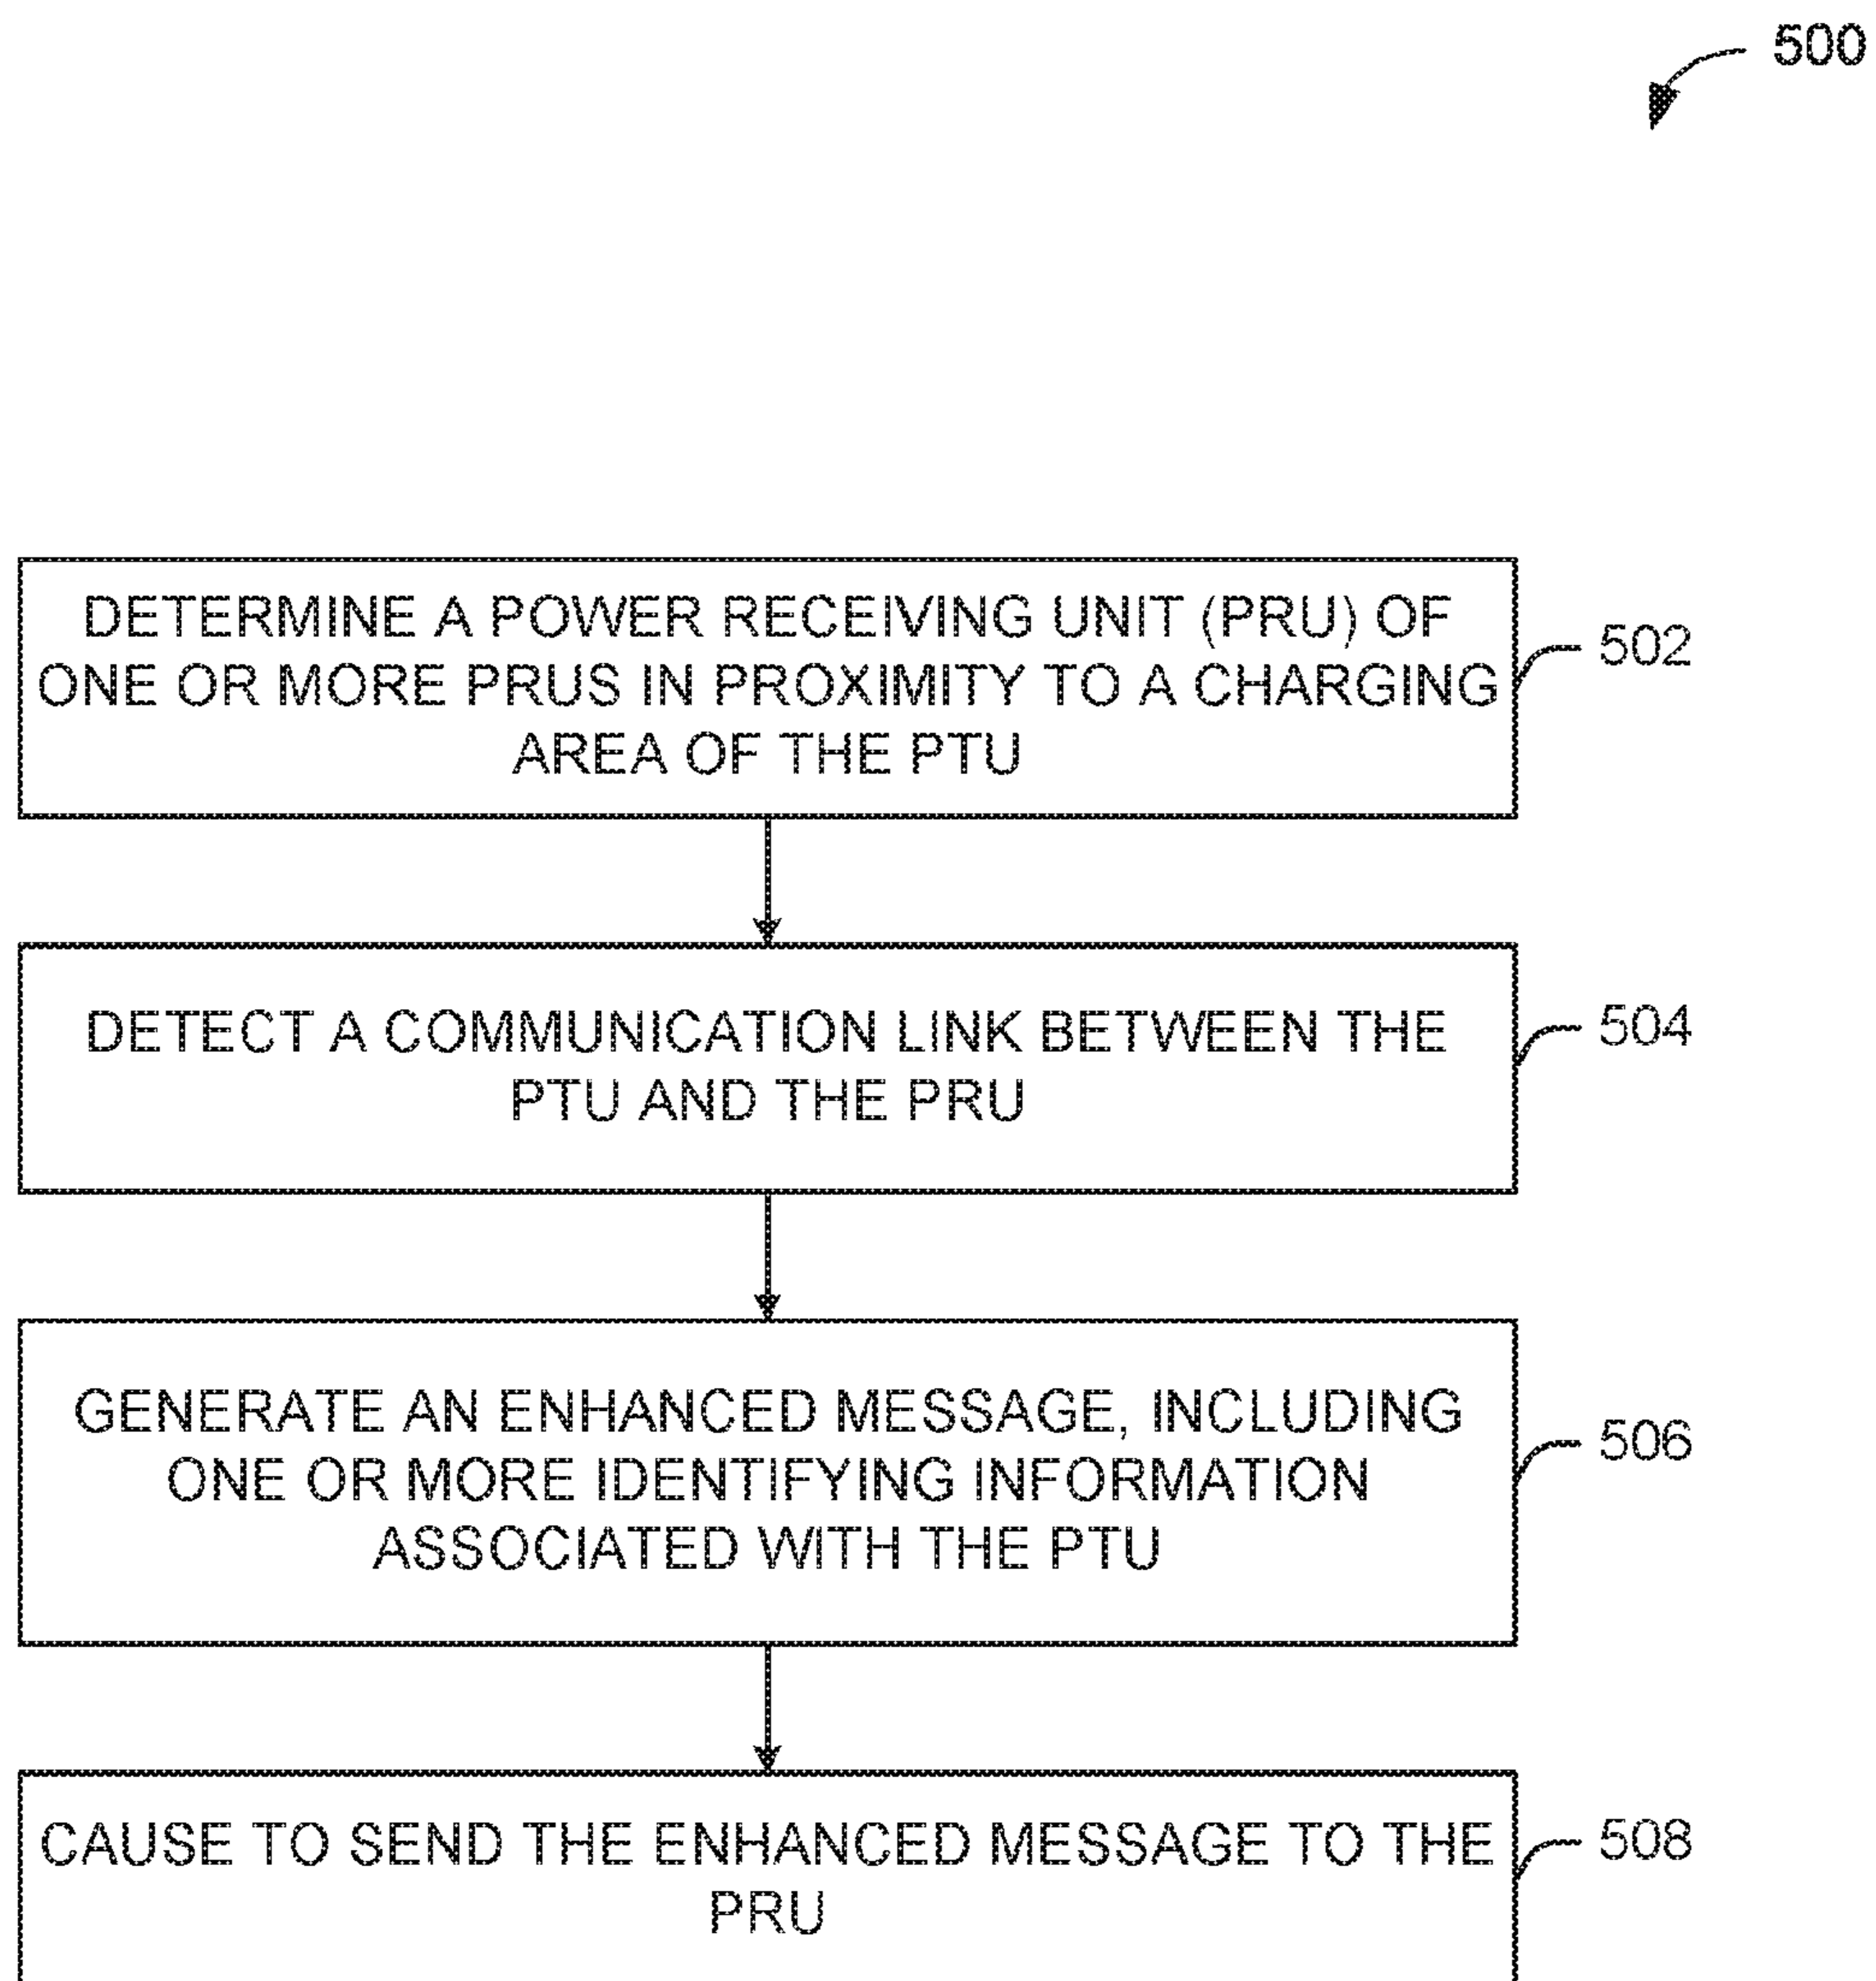 500
DETERMINE A POWER RECEIVING UNIT (PRU) OF
ONE OR MORE PRUS IN PROXIMITY TO A CHARGING
AREA OF THE PTU
502
DETECT A COMMUNICATION LINK BETWEEN THE
PTU AND THE PRU
504
GENERATE AN ENHANCED MESSAGE, INCLUDING
ONE OR MORE IDENTIFYING INFORMATION
ASSOCIATED WITH THE PTU
506
CAUSE TO SEND THE ENHANCED MESSAGE TO THE
PRU
508